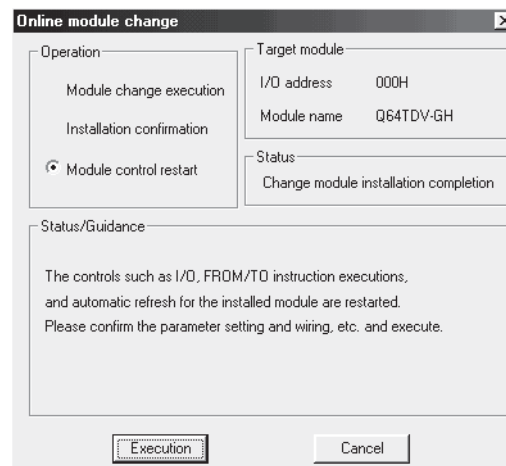 Online module change
Operation
Module change execution
Installation confirmation
Module control restart
Target module
I/O address 000H
Module name Q64TDV-GH
Status
Change module installation completion
Status/Guidance
The controls such as I/O, FROM/TO instruction executions,
and automatic refresh for the installed module are restarted.
Please confirm the parameter setting and wiring, etc. and execute.
Execution
Cancel